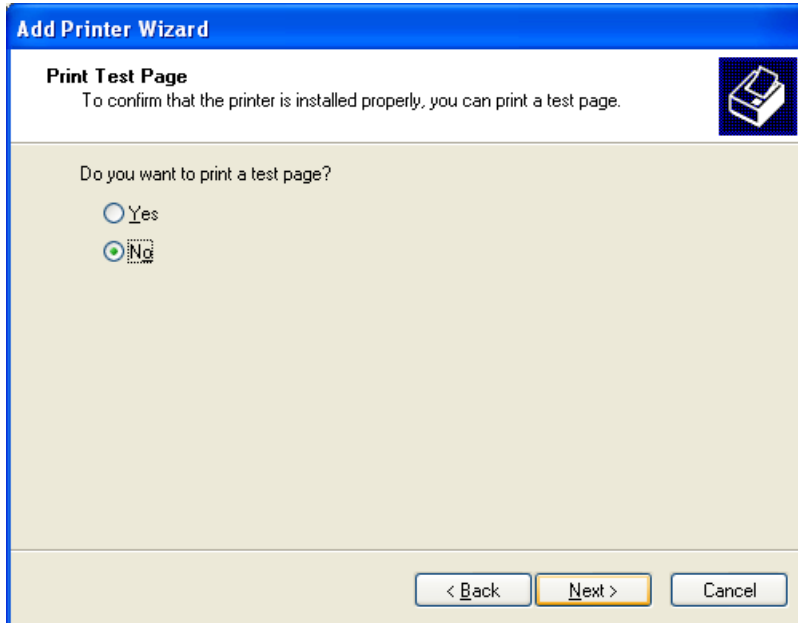 Add Printer Wizard
Print Test Page
To confirm that the printer is installed properly, you can print a test page.
Do you want to print a test page?
Yes
No
< Back
Next >
Cancel